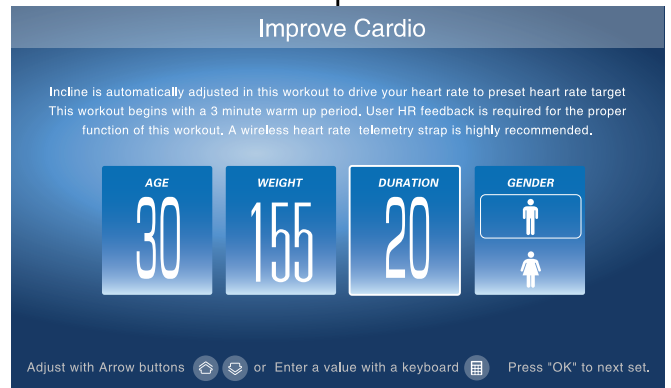 Improve Cardio
Incline is automatically adjusted in this workout to drive your heart rate to preset heart rate target
This workout begins with a 3 minute warm up period. User HR feedback is required for the proper
function of this workout. A wireless heart rate telemetry strap is highly recommended.
AGE WEIGHT DURATION GENDER
30 155 20
Adjust with Arrow buttons or Enter a value with a keyboard Press "OK" to next set.